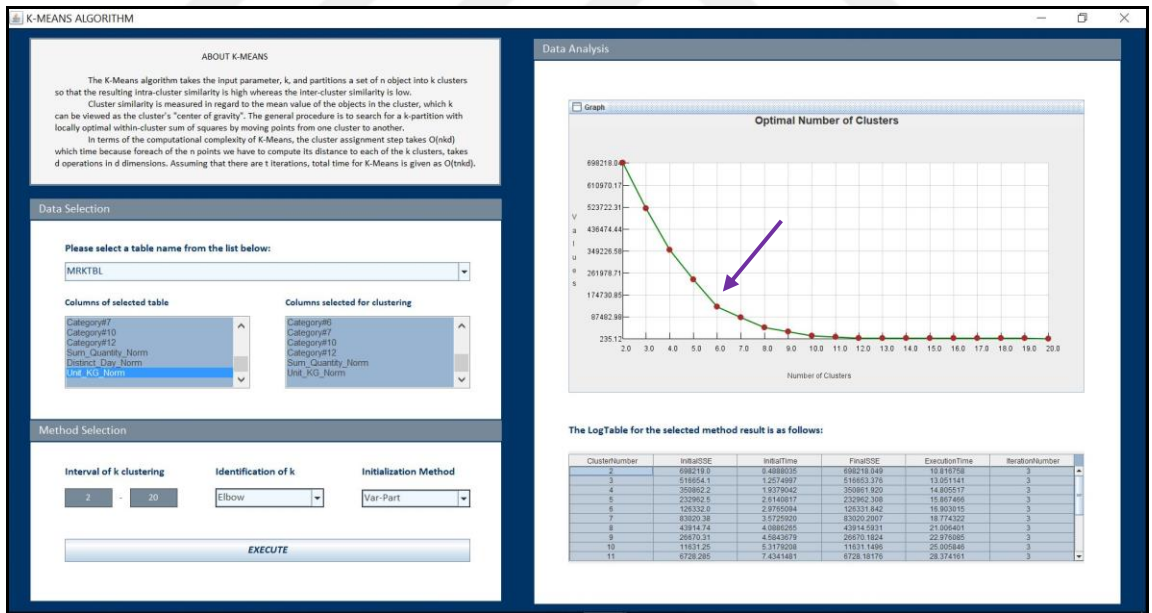 K-MEANS ALGORITHM
ABOUT K-MEANS
The K-Means algorithm takes the input parameter, k, and partitions a set of n object into k clusters
so that the resulting intra-cluster similarity is high whereas the inter-cluster similarity is low.
Cluster similarity is measured in regard to the mean value of the objects in the cluster, which k
can be viewed as the cluster's "center of gravity". The general procedure is to search for a k-partition with
locally optimal within-cluster sum of squares by moving points from one cluster to another.
In terms of the computational complexity of K-Means, the cluster assignment step takes O(nkd)
which time because foreach of the n points we have to compute its distance to each of the k clusters, takes
d operations in d dimensions. Assuming that there are t iterations, total time for K-Means is given as O(tnkd).
Data Selection
Please select a table name from the list below:
MRKTBL
Columns of selected table
Category#7
Category#10
Category#12
Sum_Quantity_Norm
Distinct_Day_Norm
Unit_KG_Norm
Columns selected for clustering
Category#6
Category#7
Category#10
Category#12
Sum_Quantity_Norm
Unit_KG_Norm
Method Selection
Interval of k clustering
2 - 20
Identification of k
Elbow
Initialization Method
Var-Part
EXECUTE
Data Analysis
Graph
Optimal Number of Clusters
Values
698218.04
610970.17
523722.31
436474.44
349226.58
261978.71
174730.85
87482.98
235.12
2.0 3.0 4.0 5.0 6.0 7.0 8.0 9.0 10.0 11.0 12.0 13.0 14.0 15.0 16.0 17.0 18.0 19.0 20.0
Number of Clusters
The LogTable for the selected method result is as follows:
ClusterNumber InitialSSE InitialTime FinalSSE ExecutionTime IterationNumber
2 698219.0 0.4888035 698218.049 10.816758 3
3 516654.1 1.2574997 516653.376 13.051141 3
4 350862.2 1.9379042 350861.920 14.805517 3
5 232962.5 2.6140817 232962.308 15.867466 3
6 126332.0 2.9765094 126331.842 16.903015 3
7 83020.38 3.5725920 83020.2007 18.774322 3
8 43914.74 4.0886265 43914.5931 21.006401 3
9 26670.31 4.5843679 26670.1824 22.976085 3
10 11631.25 5.3179208 11631.1496 25.005846 3
11 6728.285 7.4341481 6728.18176 28.374161 3